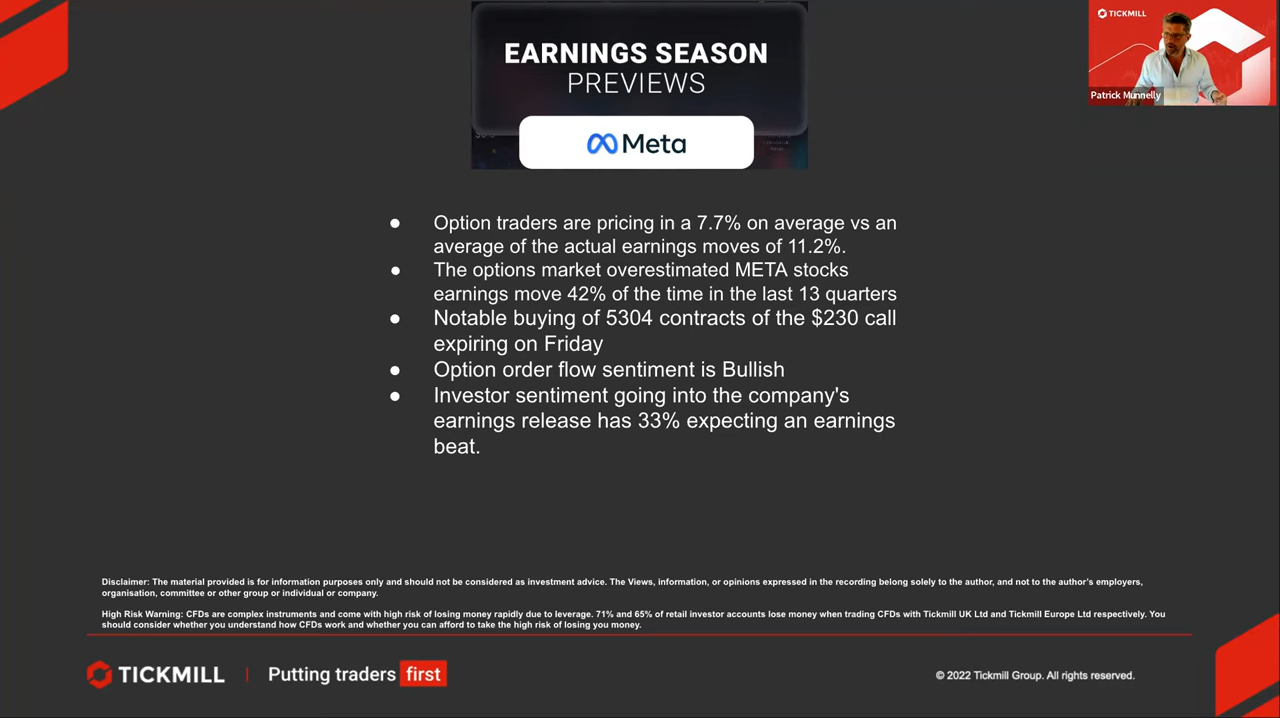 EARNINGS SEASON
PREVIEWS
Meta
TICKMILL
Patrick Munnelly
● Option traders are pricing in a 7.7% on average vs an
average of the actual earnings moves of 11.2%.
● The options market overestimated META stocks
earnings move 42% of the time in the last 13 quarters
● Notable buying of 5304 contracts of the $230 call
expiring on Friday
● Option order flow sentiment is Bullish
● Investor sentiment going into the company's
earnings release has 33% expecting an earnings
beat.
Disclaimer: The material provided is for information purposes only and should not be considered as investment advice. The Views, information, or opinions expressed in the recording belong solely to the author, and not to the author's employers,
organisation, committee or other group or individual or company.
High Risk Warning: CFDs are complex instruments and come with high risk of losing money rapidly due to leverage. 71% and 65% of retail investor accounts lose money when trading CFDs with Tickmill UK Ltd and Tickmill Europe Ltd respectively. You
should consider whether you understand how CFDs work and whether you can afford to take the high risk of losing you money.
TICKMILL | Putting traders first
© 2022 Tickmill Group. All rights reserved.